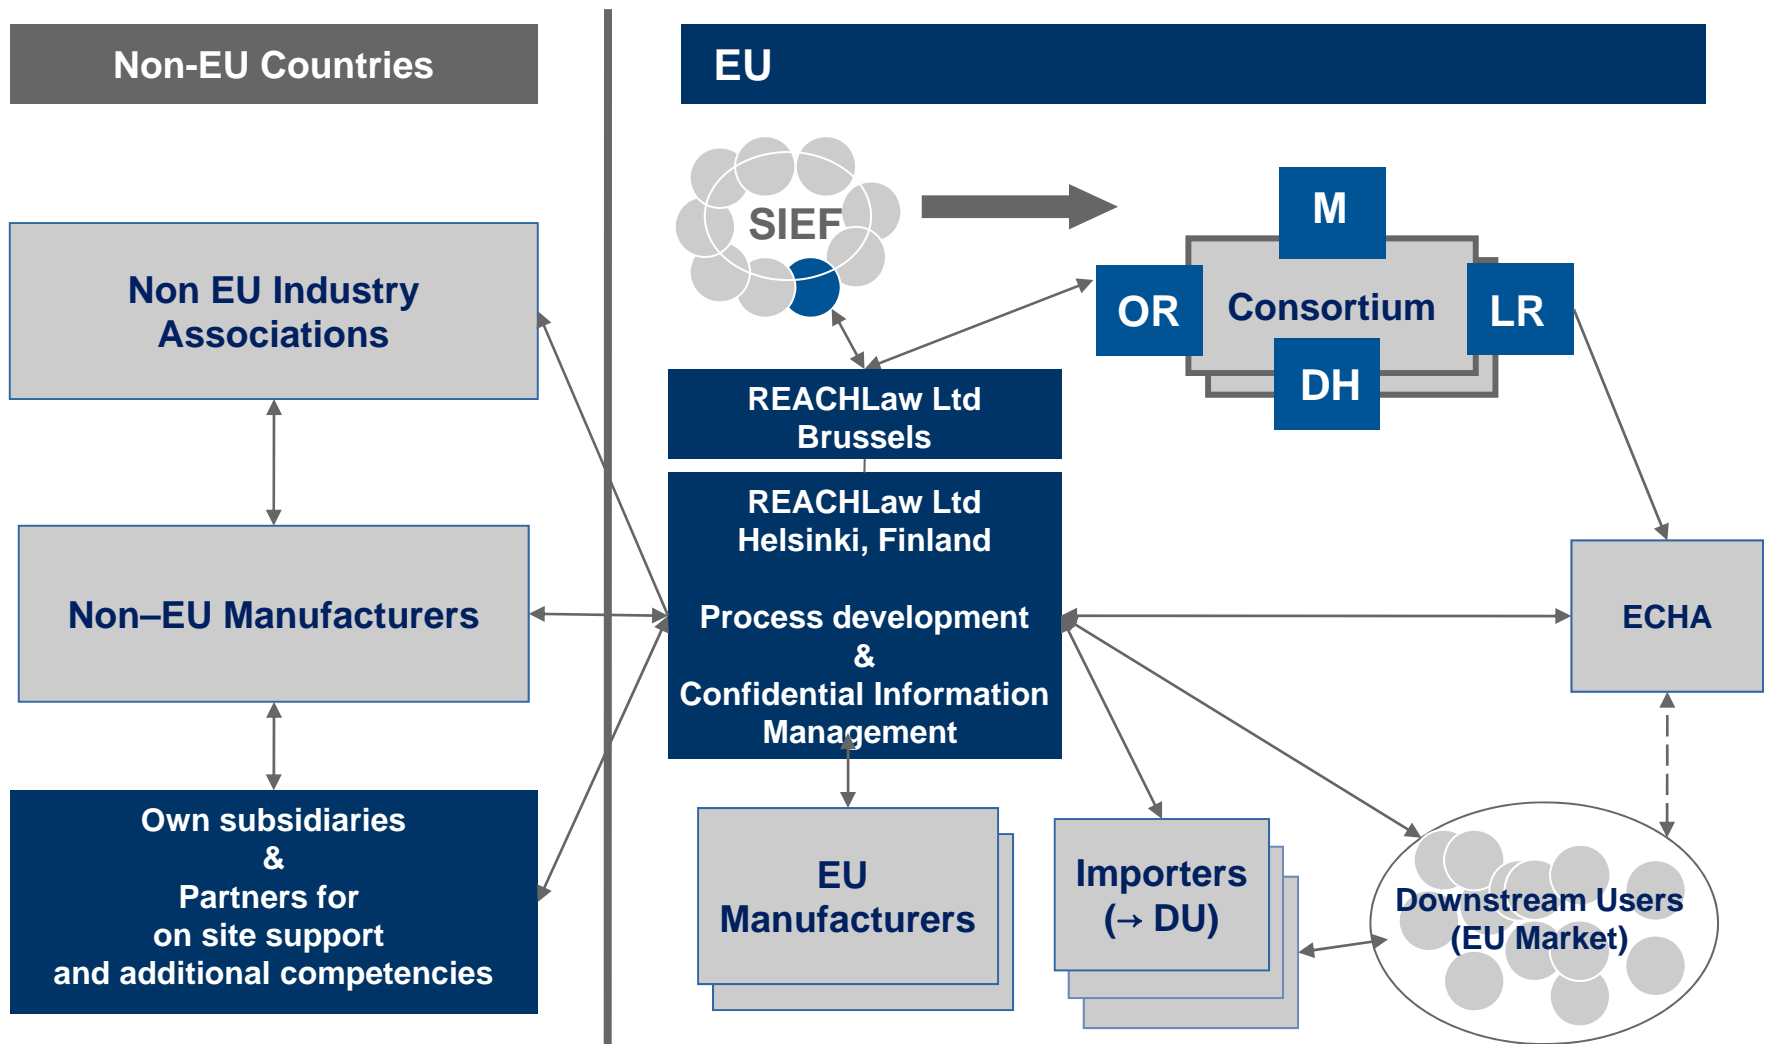 Non-EU Countries
EU
SIEF
M
OR
Consortium
LR
DH
Non EU Industry
Associations
REACHLaw Ltd
Brussels
REACHLaw Ltd
Helsinki, Finland
Process development
&
Confidential Information
Management
Non–EU Manufacturers
ECHA
Own subsidiaries
&
Partners for
on site support
and additional competencies
EU
Manufacturers
Importers
(→ DU)
Downstream Users
(EU Market)